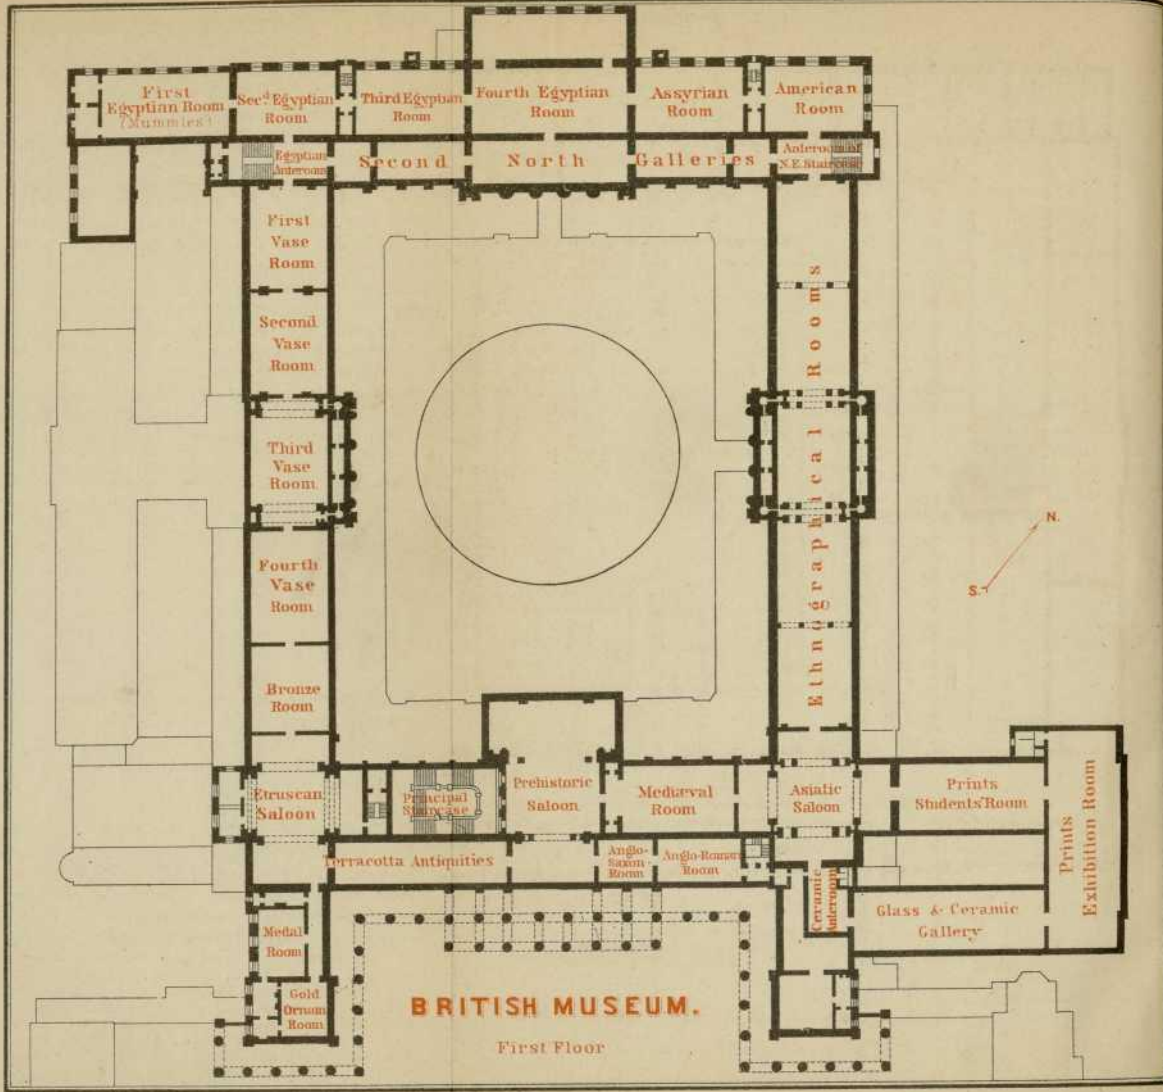 First
Egyptian Room
(Mummies)
Secd. Egyptian
Room
Third Egyptian
Room
Fourth Egyptian
Room
Assyrian
Room
American
Room
Egyptian
Anteroom
Second North Galleries
Anteroom of
N.E. Staircase
First
Vase
Room
Second
Vase
Room
Third
Vase
Room
Fourth
Vase
Room
Bronze
Room
Ethnographical Rooms
N.
S.
Etruscan
Saloon
Principal
Staircase
Prehistoric
Saloon
Mediæval
Room
Asiatic
Saloon
Prints
Students' Room
Prints
Exhibition Room
Terracotta Antiquities
Anglo-
Saxon
Room
Anglo-Roman
Room
Ceramic
Anteroom
Glass & Ceramic
Gallery
Medal
Room
Gold
Ornam.
Room
BRITISH MUSEUM.
First Floor